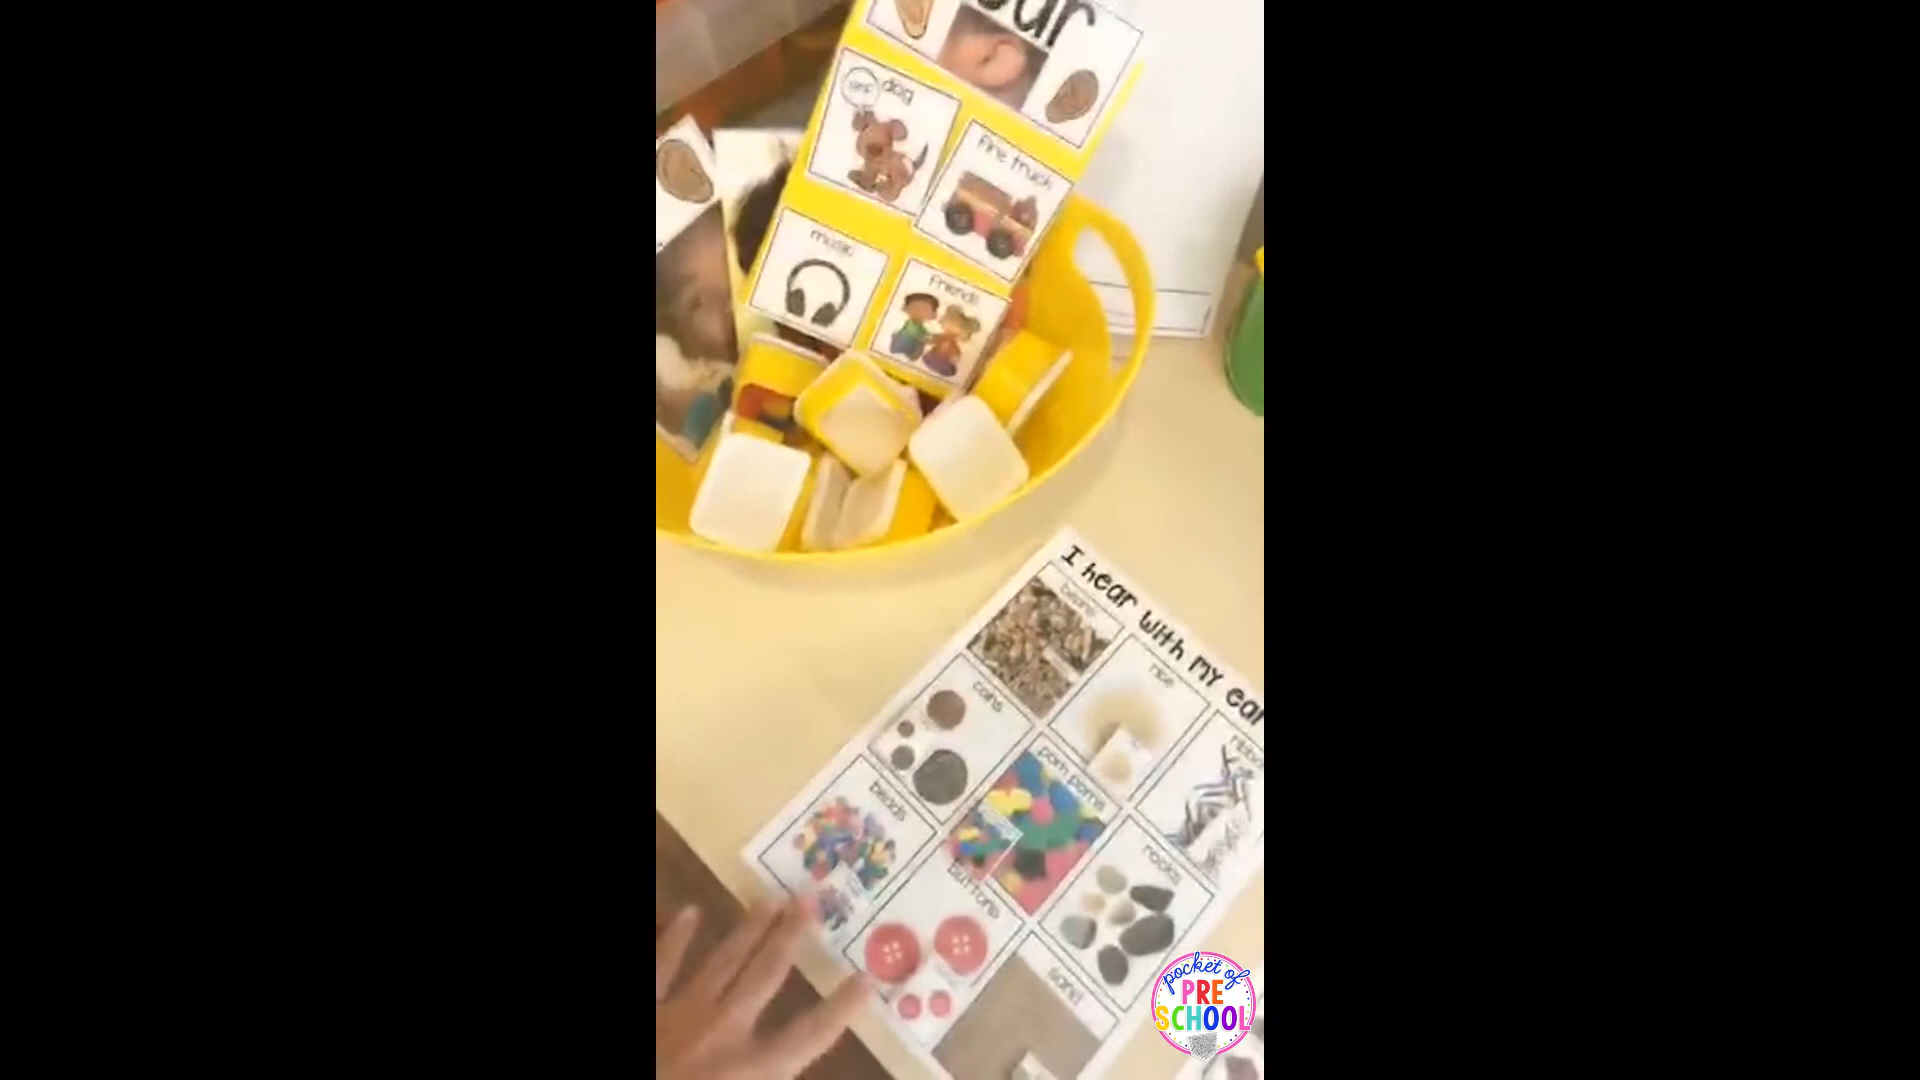 dog
fire truck
music
friends
I hear with my ear
beans
rice
coins
pom poms
beads
rocks
buttons
sand
pocket of
PRE
SCHOOL